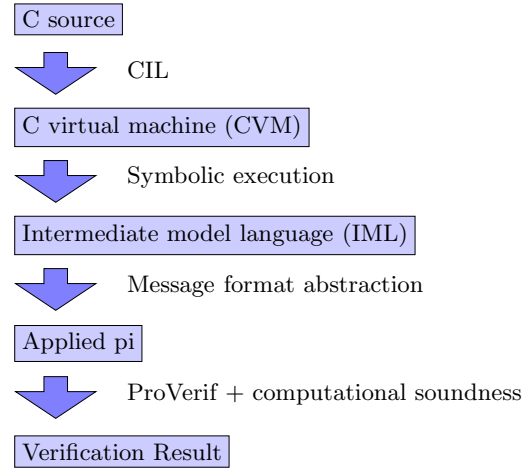 C source
CIL
C virtual machine (CVM)
Symbolic execution
Intermediate model language (IML)
Message format abstraction
Applied pi
ProVerif + computational soundness
Verification Result